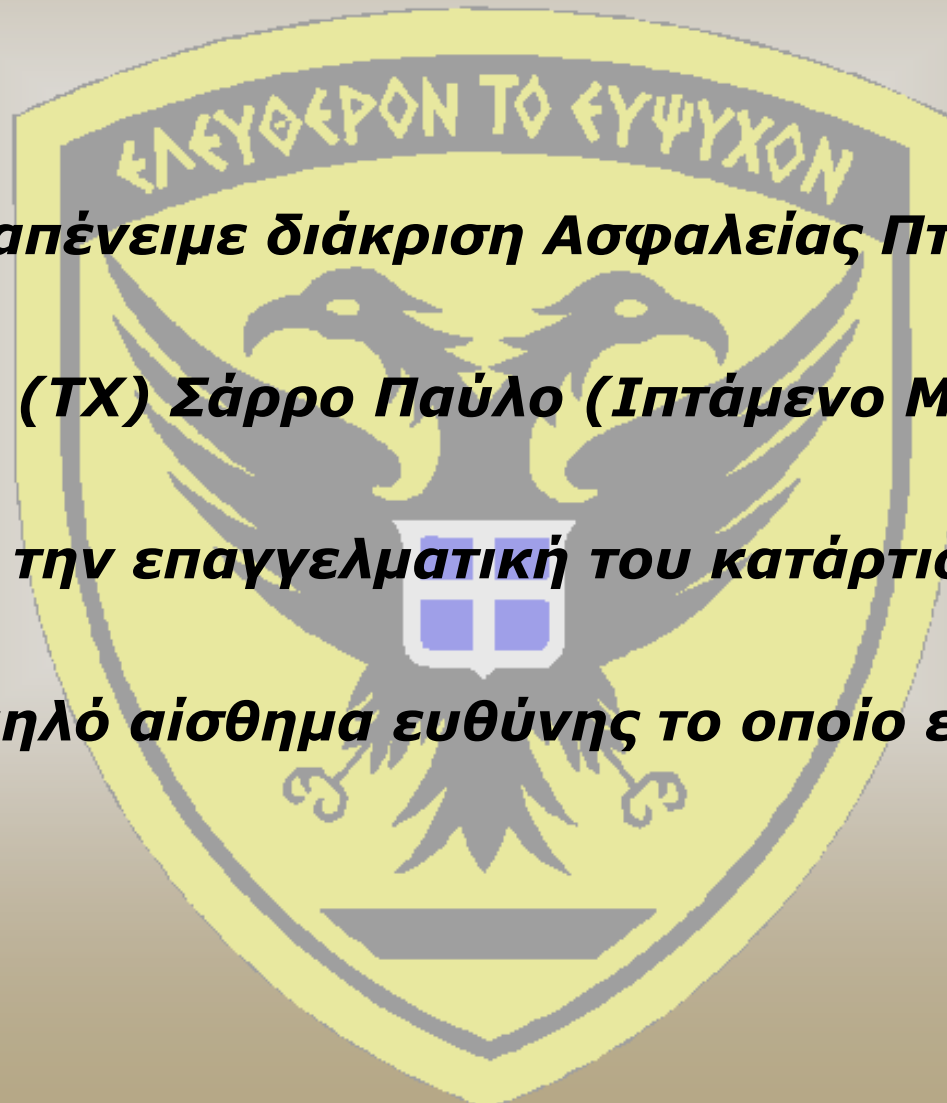 ΕΛΕΥΘΕΡΟΝ ΤΟ ΕΥΨΥΧΟΝ
απένειμε διάκριση Ασφαλείας Πτ
(ΤΧ) Σάρρο Παύλο (Ιπτάμενο Μ
την επαγγελματική του κατάρτισ
ηλό αίσθημα ευθύνης το οποίο ε